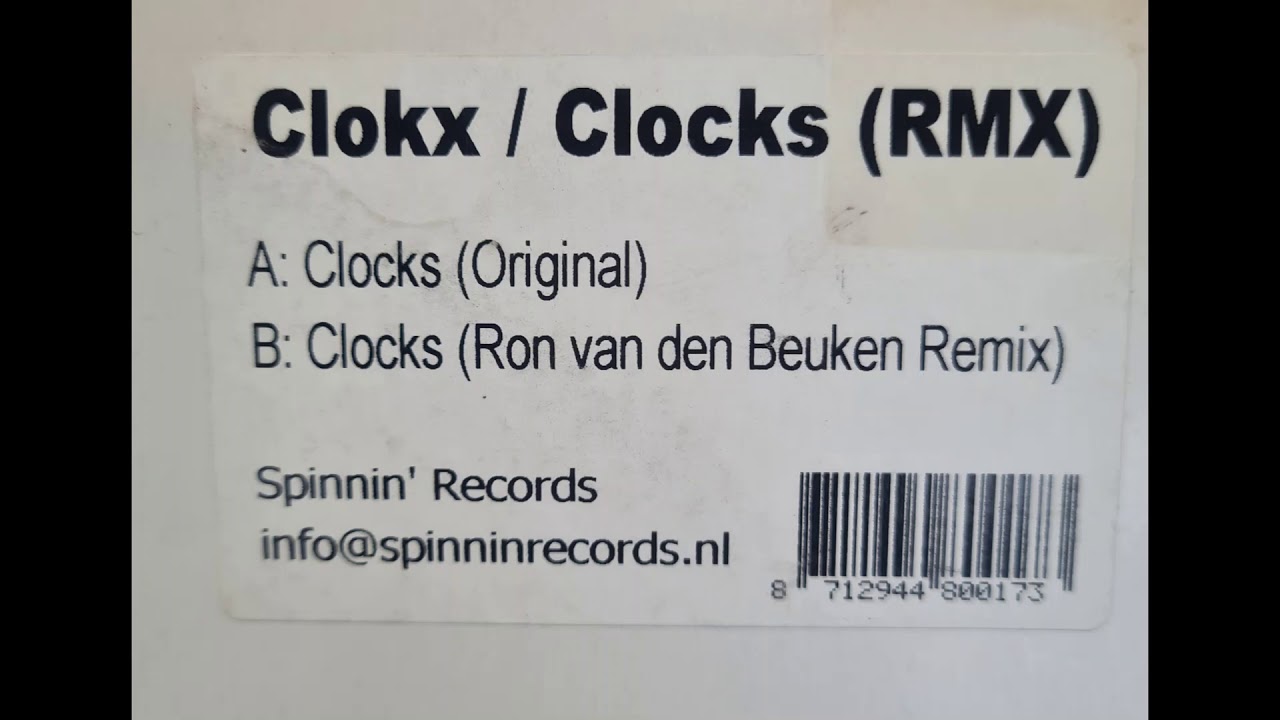 Clokx / Clocks (RMX)
A: Clocks (Original)
B: Clocks (Ron van den Beuken Remix)
Spinnin' Records
info@spinninrecords.nl
8 712944 800173